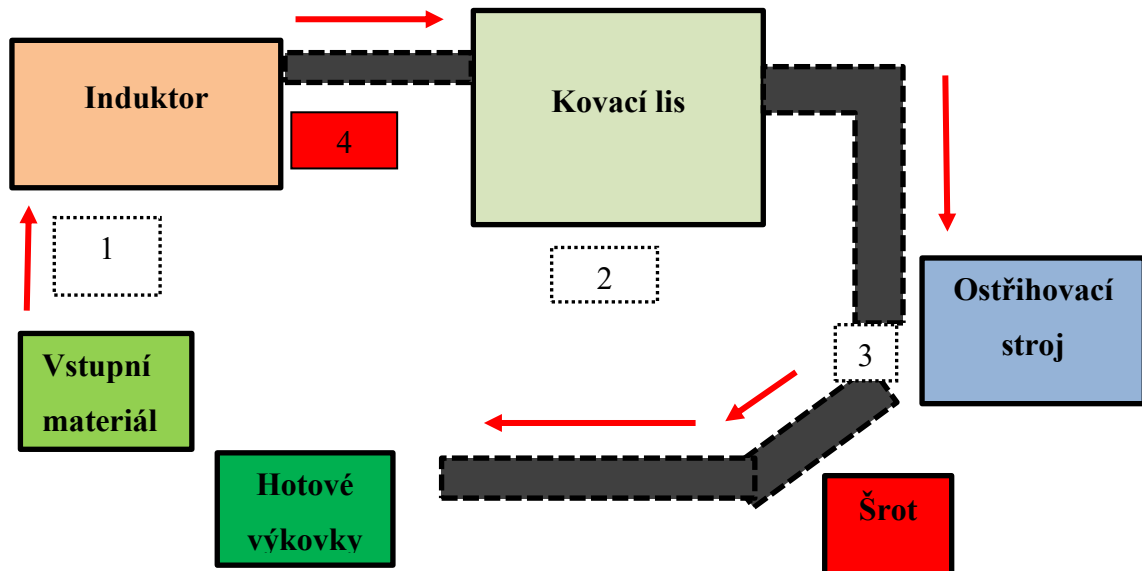 Induktor
Kovací lis
4
1
2
Ostřihovací
stroj
3
Vstupní
materiál
Hotové
výkovky
Šrot